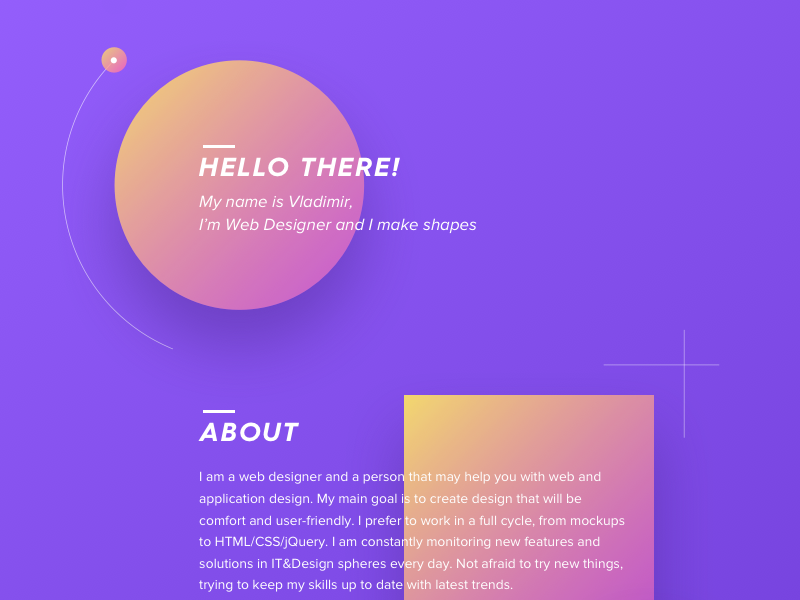 HELLO THERE!
My name is Vladimir,
I'm Web Designer and I make shapes
ABOUT
I am a web designer and a person that may help you with web and
application design. My main goal is to create design that will be
comfort and user-friendly. I prefer to work in a full cycle, from mockups
to HTML/CSS/jQuery. I am constantly monitoring new features and
solutions in IT&Design spheres every day. Not afraid to try new things,
trying to keep my skills up to date with latest trends.